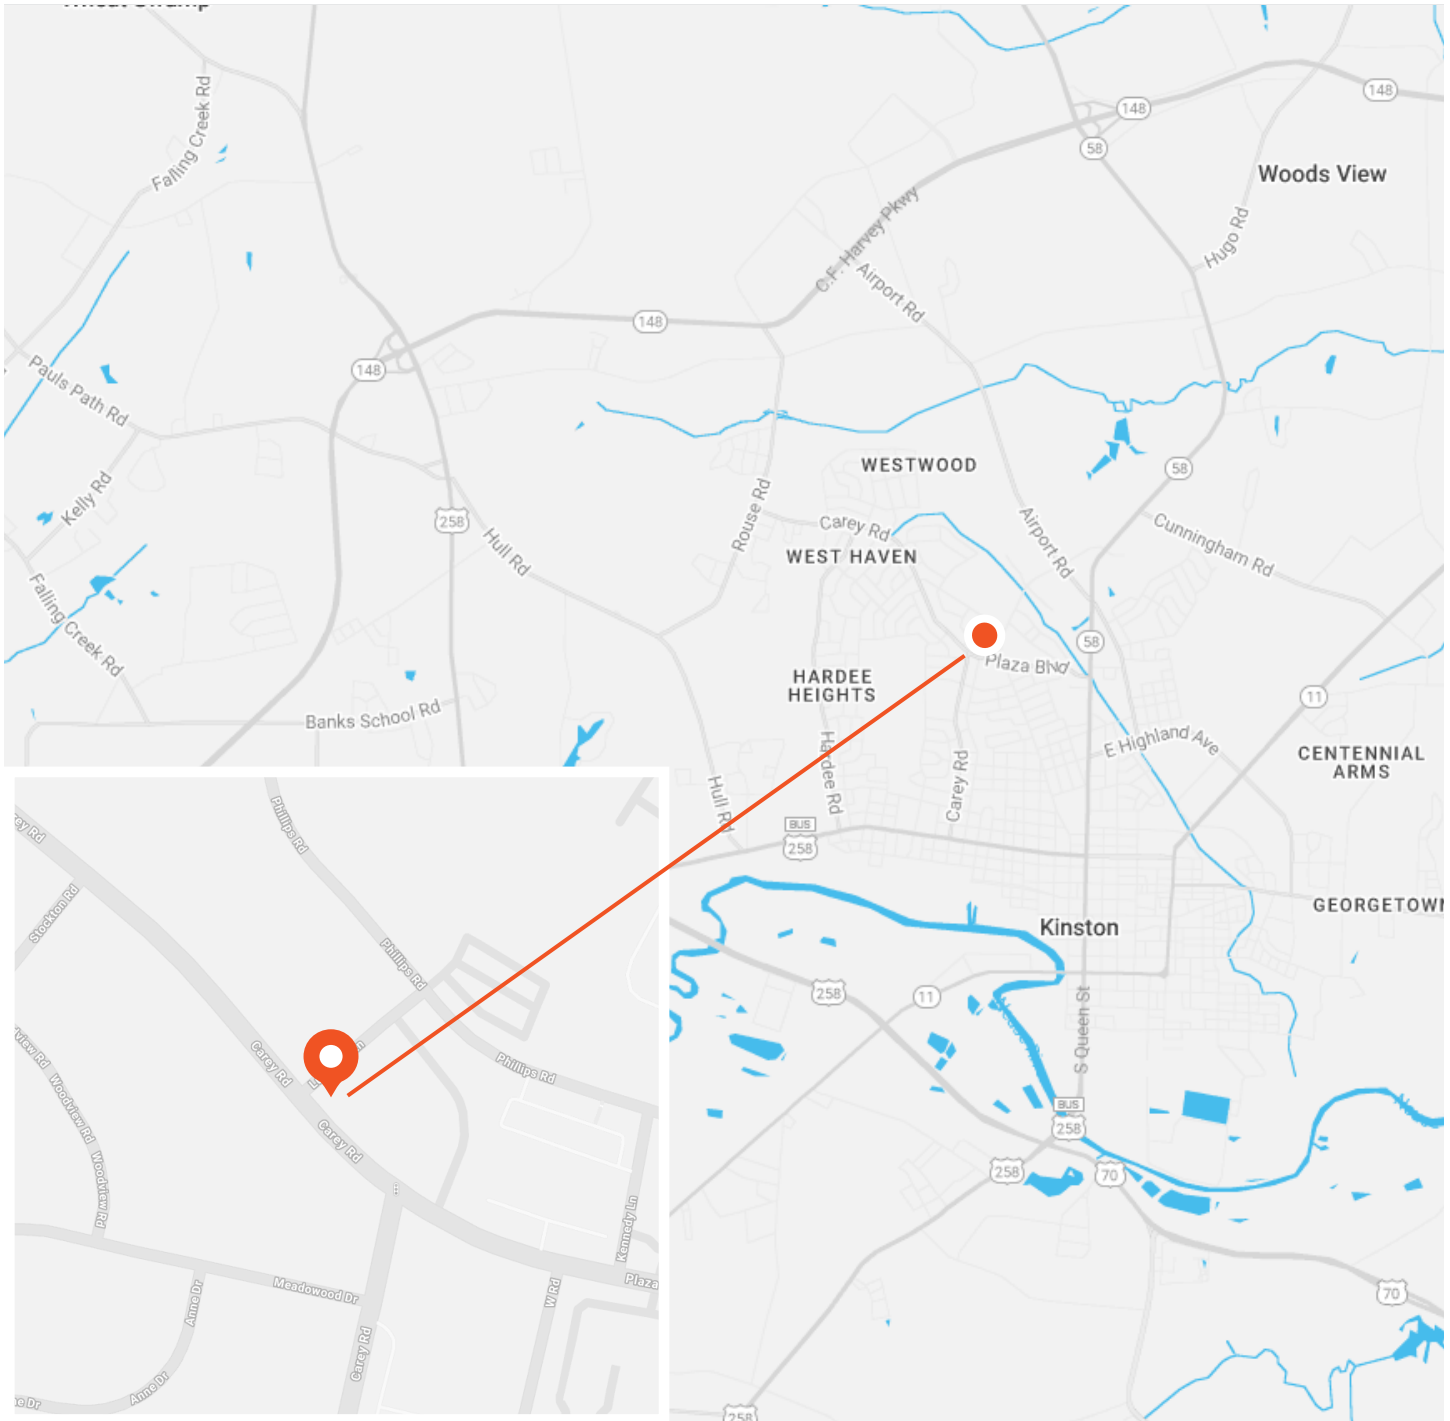 Falling Creek Rd
148
148
58
Woods View
Hugo Rd
C.F. Harvey Pkwy
Airport Rd
148
148
Pauls Path Rd
WESTWOOD
58
Kelly Rd
Rouse Rd
Carey Rd
Airport Rd
Cunningham Rd
258
Hull Rd
WEST HAVEN
Falling Creek Rd
58
Plaza Blvd
HARDEE
HEIGHTS
11
Banks School Rd
E Highland Ave
CENTENNIAL
ARMS
Hardee Rd
Carey Rd
Hull Rd
BUS
258
GEORGETOWN
Kinston
258
11
S Queen St
BUS
258
258
70
70
258
ey Rd
Phillips Rd
Stockton Rd
Phillips Rd
view Rd
Woodview Rd
Woodview Rd
Carey Rd
Carey Rd
Phillips Rd
...
Kennedy Ln
Meadowood Dr
Plaza
W Rd
Anne Dr
Carey Rd
Anne Dr
e Dr